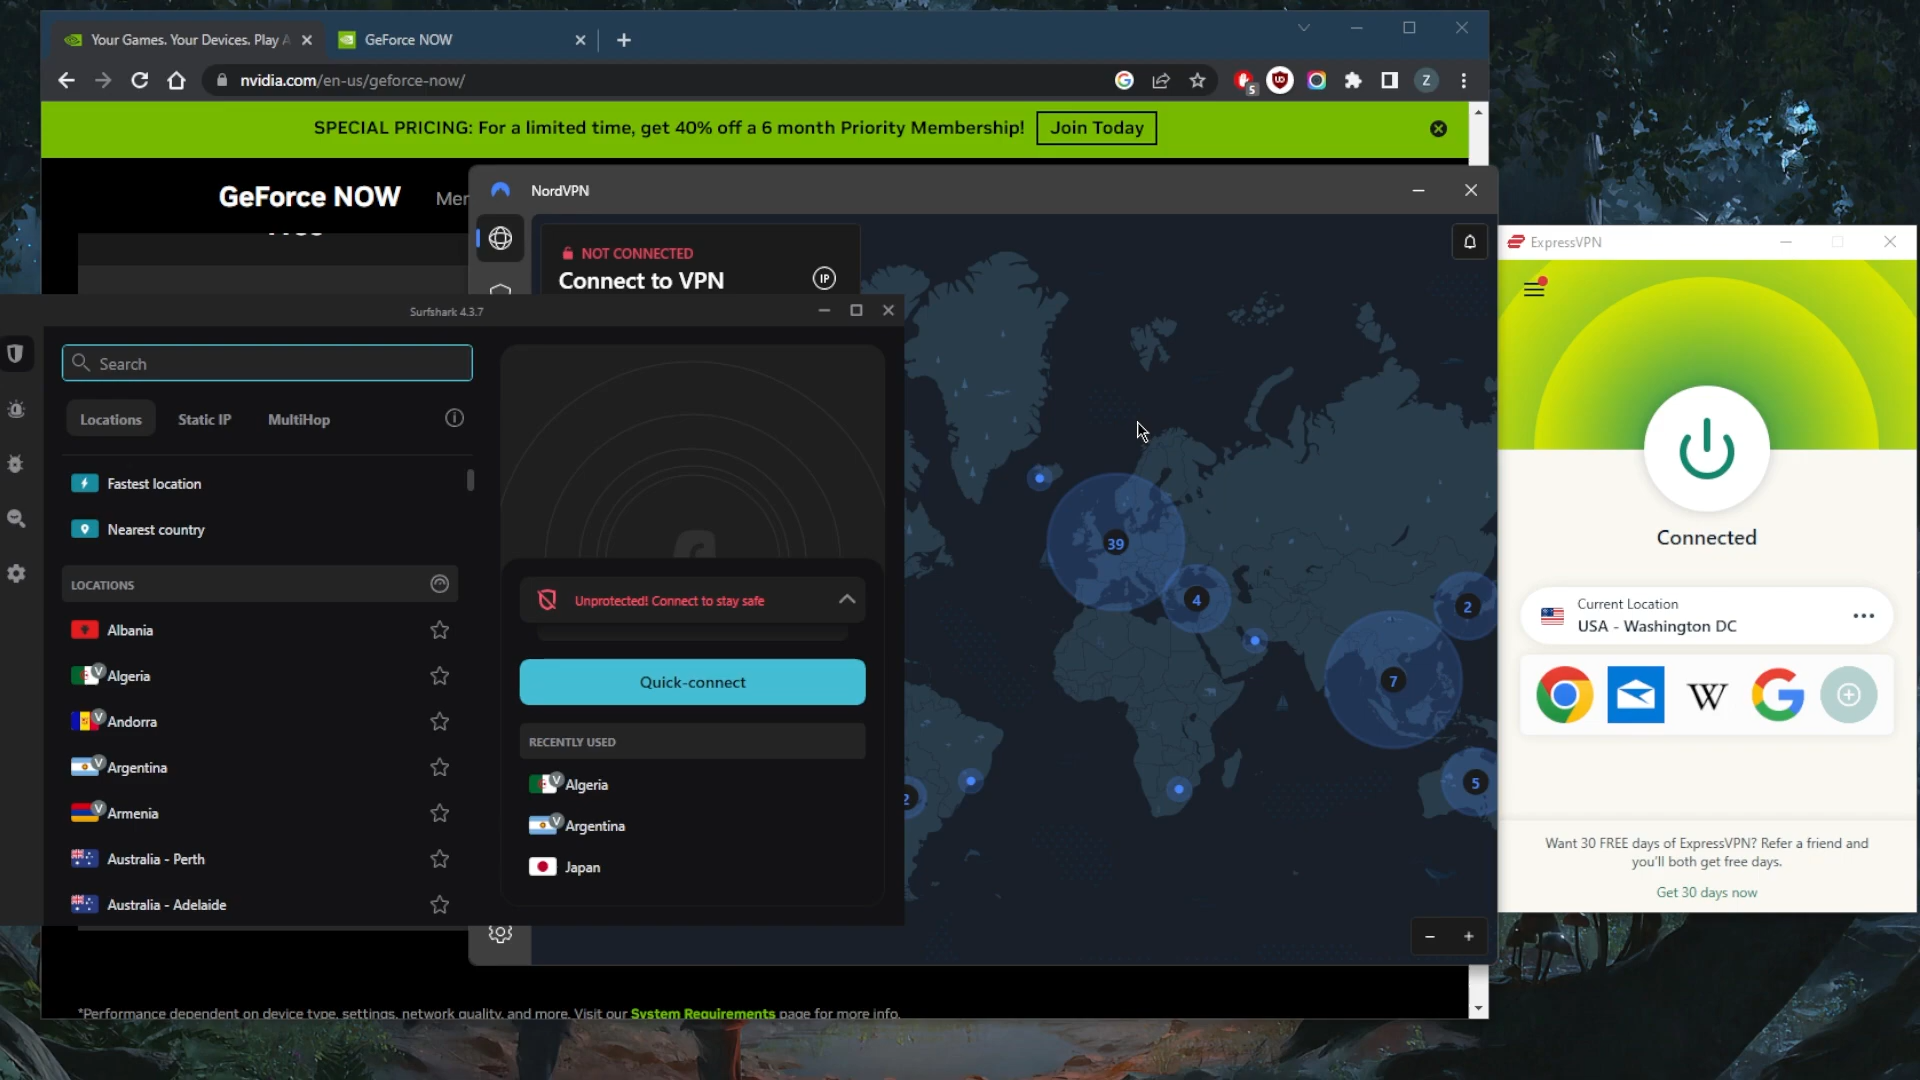 Your Games. Your Devices. Play A
GeForce NOW
nvidia.com/en-us/geforce-now/
5
Z
SPECIAL PRICING: For a limited time, get 40% off a 6 month Priority Membership!
Join Today
GeForce NOW
NordVPN
NOT CONNECTED
Connect to VPN
IP
39
4
2
7
5
2
Surfshark 4.3.7
Search
Locations
Static IP
MultiHop
Fastest location
Nearest country
LOCATIONS
Albania
V Algeria
Andorra
V Argentina
V Armenia
Australia - Perth
Australia - Adelaide
Unprotected! Connect to stay safe
Quick-connect
RECENTLY USED
V Algeria
V Argentina
Japan
ExpressVPN
Connected
Current Location
USA - Washington DC
W
Want 30 FREE days of ExpressVPN? Refer a friend and
you'll both get free days.
Get 30 days now
*Performance dependent on device type, settings, network quality, and more. Visit our System Requirements page for more info.